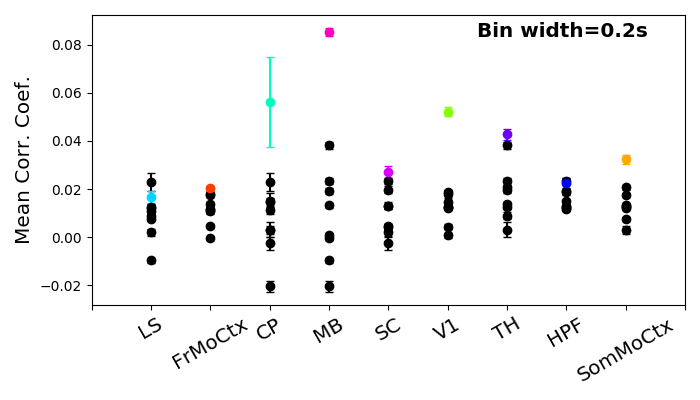 Bin width=0.2s
Mean Corr. Coef.
0.08
0.06
0.04
0.02
0.00
−0.02
LS
FrMoCtx
CP
MB
SC
V1
TH
HPF
SomMoCtx